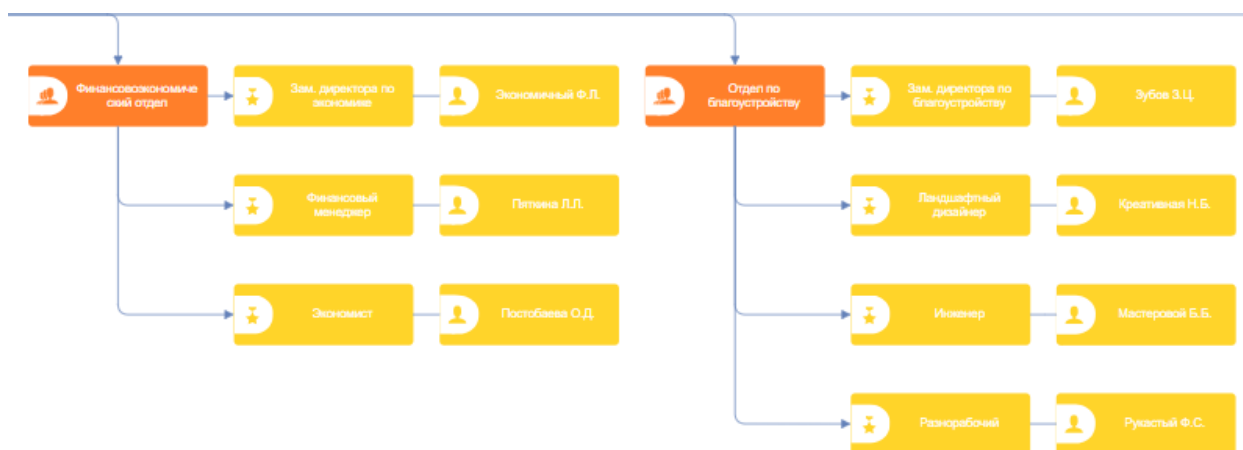 Финансовоэкономиче
ский отдел
Зам. директора по
экономике
Экономичный Ф.Л.
Финансовый
менеджер
Пяткина Л.Л.
Экономист
Постобаева О.Д.
Отдел по
благоустройству
Зам. директора по
благоустройству
Зубов З.Ц.
Ландшафтный
дизайнер
Креативная Н.Б.
Инженер
Мастеровой Б.Б.
Разнорабочий
Рукастый Ф.С.